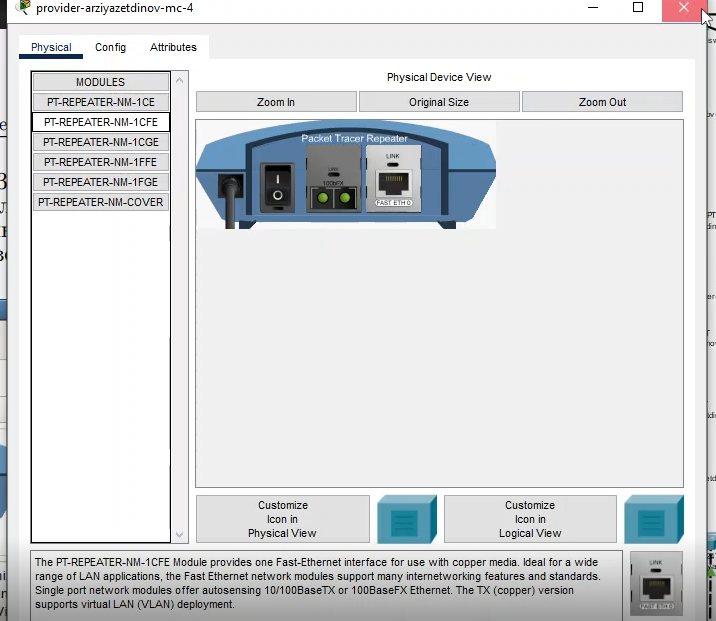 provider-arziyazetdinov-mc-4
Physical
Config
Attributes
MODULES
PT-REPEATER-NM-1CE
PT-REPEATER-NM-1CFE
PT-REPEATER-NM-1CGE
PT-REPEATER-NM-1FFE
PT-REPEATER-NM-1FGE
PT-REPEATER-NM-COVER
Physical Device View
Zoom In
Original Size
Zoom Out
Packet Tracer Repeater
LINK
LINK
100bFX
FAST ETH 0
Customize
Icon in
Physical View
Customize
Icon in
Logical View
The PT-REPEATER-NM-1CFE Module provides one Fast-Ethernet interface for use with copper media. Ideal for a wide
range of LAN applications, the Fast Ethernet network modules support many internetworking features and standards.
Single port network modules offer autosensing 10/100BaseTX or 100BaseFX Ethernet. The TX (copper) version
supports virtual LAN (VLAN) deployment.
LINK
FAST ETH 0